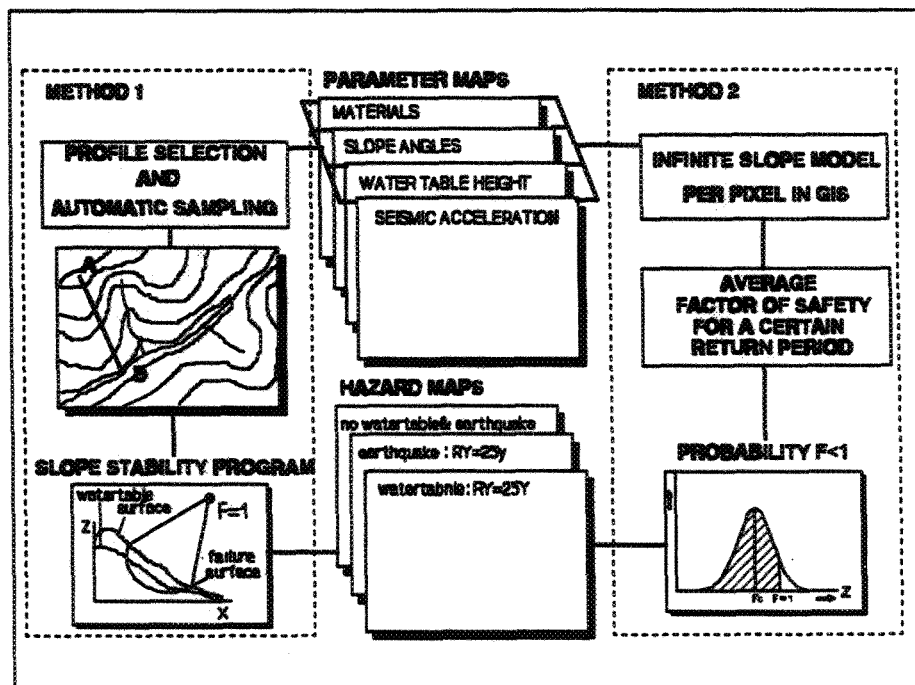 METHOD 1
PROFILE SELECTION
AND
AUTOMATIC SAMPLING
A
B
SLOPE STABILITY PROGRAM
watertable
surface
Z
F=1
failure
surface
X
PARAMETER MAPS
MATERIALS
SLOPE ANGLES
WATER TABLE HEIGHT
SEISMIC ACCELERATION
HAZARD MAPS
no watertable& earthquake
earthquake : RY=25y
watertabnle: RY=25Y
METHOD 2
INFINITE SLOPE MODEL
PER PIXEL IN GIS
AVERAGE
FACTOR OF SAFETY
FOR A CERTAIN
RETURN PERIOD
PROBABILITY F<1
F=1
Z